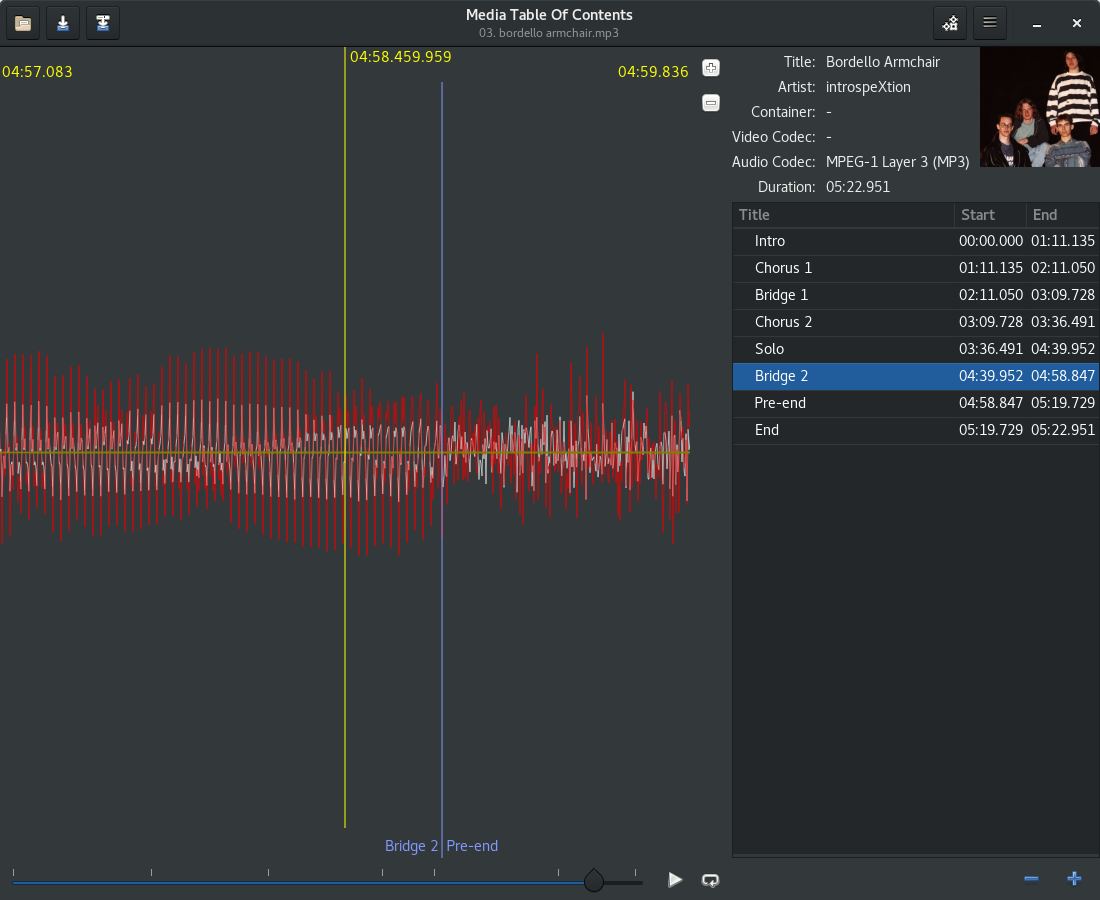 Media Table Of Contents
03. bordello armchair.mp3
04:57.083
04:58.459.959
04:59.836
Title: Bordello Armchair
Artist: introspeXtion
Container: -
Video Codec: -
Audio Codec: MPEG-1 Layer 3 (MP3)
Duration: 05:22.951
Title Start End
Intro 00:00.000 01:11.135
Chorus 1 01:11.135 02:11.050
Bridge 1 02:11.050 03:09.728
Chorus 2 03:09.728 03:36.491
Solo 03:36.491 04:39.952
Bridge 2 04:39.952 04:58.847
Pre-end 04:58.847 05:19.729
End 05:19.729 05:22.951
Bridge 2 Pre-end